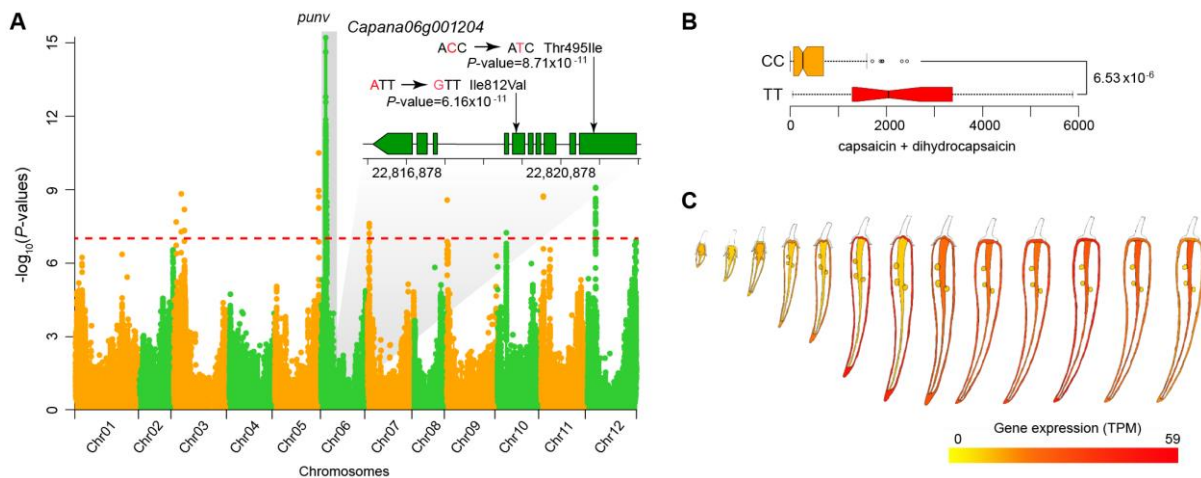 A
punv
Capana06g001204
ACC ATC Thr495Ile
P-value=8.71x10 -11
ATT GTT Ile812Val
P-value=6.16x10 -11
22,816,878 22,820,878
-log10(P-values)
15
12
9
6
3
0
Chr01 Chr02 Chr03 Chr04 Chr05 Chr06 Chr07 Chr08 Chr09 Chr10 Chr11 Chr12
Chromosomes
B
CC
TT
6.53x10-6
0 2000 4000 6000
capsaicin + dihydrocapsaicin
C
Gene expression (TPM)
0 59